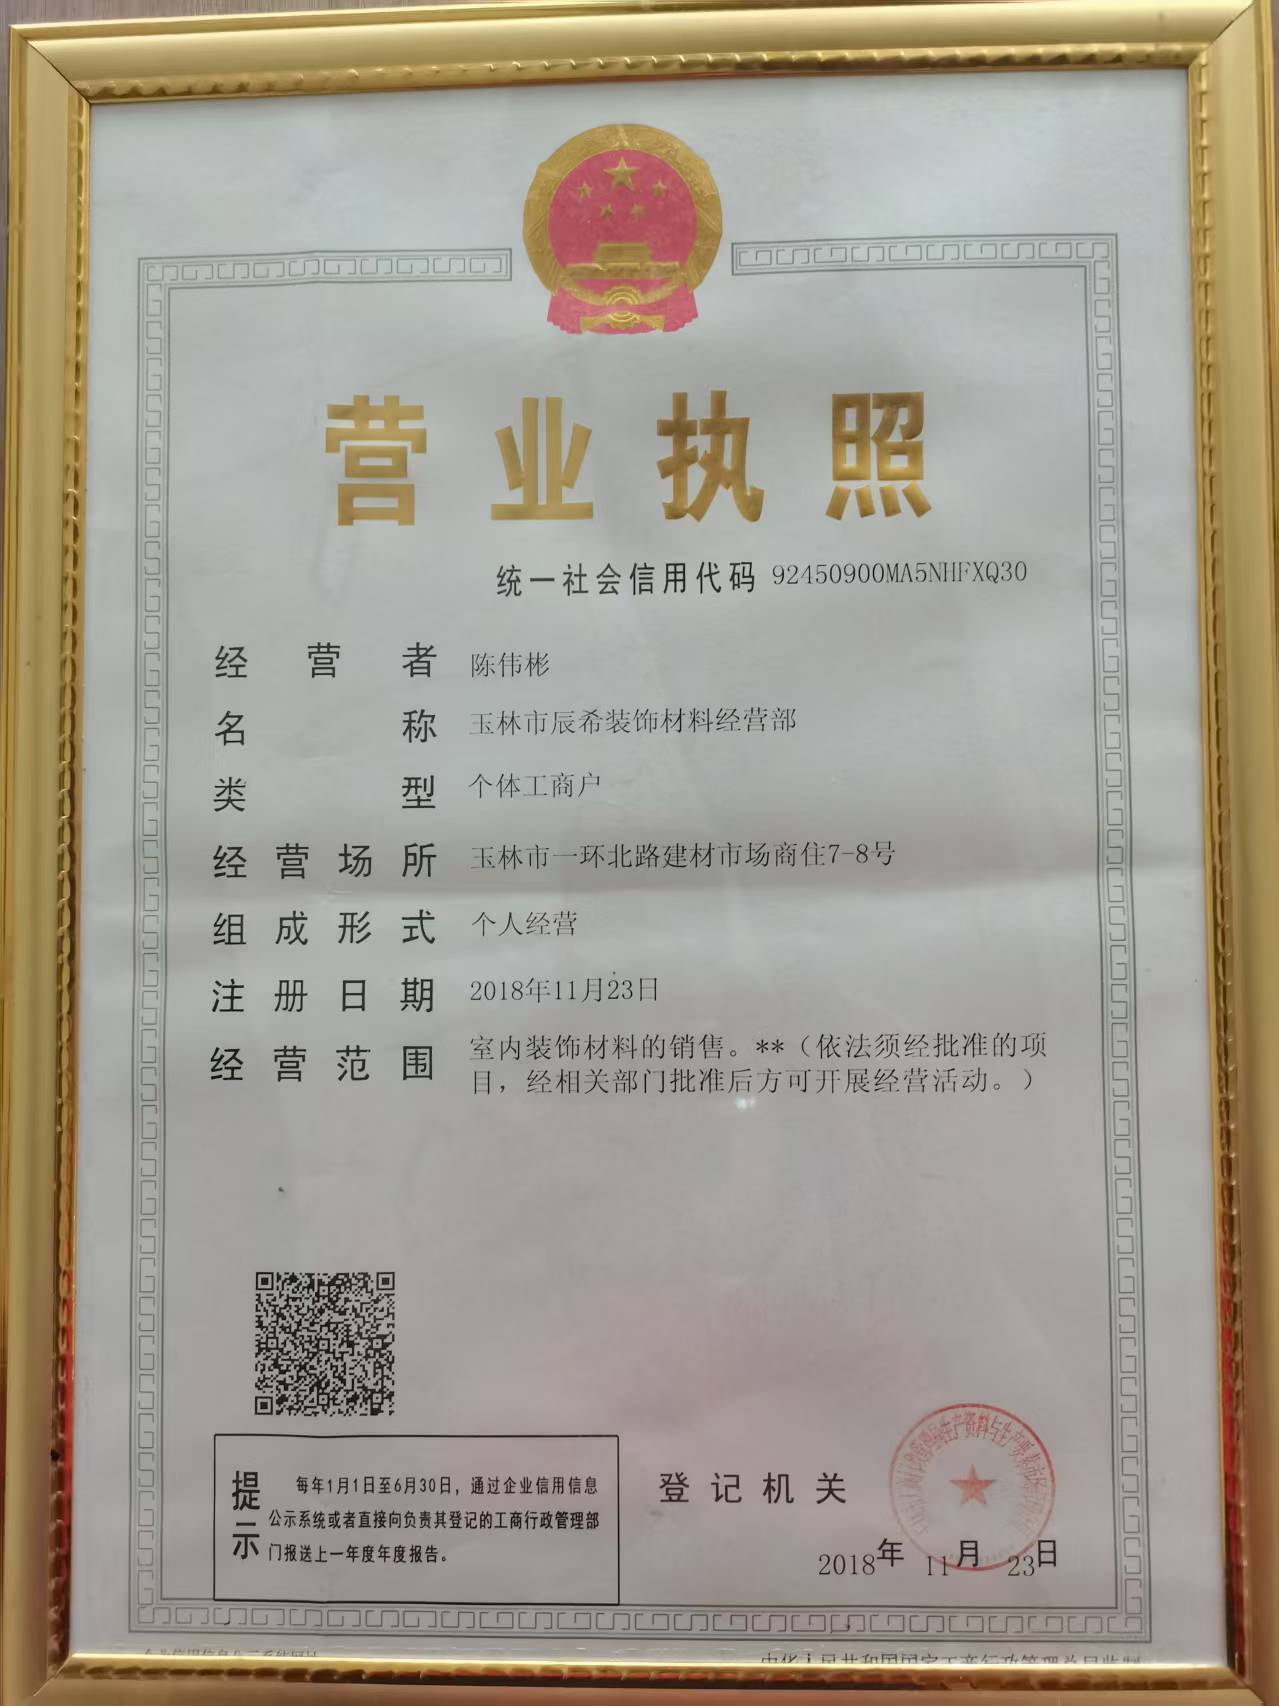 营业执照
统一社会信用代码 92450900MA5NHFXQ30
经营者 陈伟彬
名称 玉林市辰希装饰材料经营部
类型 个体工商户
经营场所 玉林市一环北路建材市场商住7-8号
组成形式 个人经营
注册日期 2018年11月23日
经营范围 室内装饰材料的销售。**（依法须经批准的项
目，经相关部门批准后方可开展经营活动。）
提示
每年1月1日至6月30日，通过企业信用信息
公示系统或者直接向负责其登记的工商行政管理部
门报送上一年度年度报告。
登记机关
2018年 11月 23日